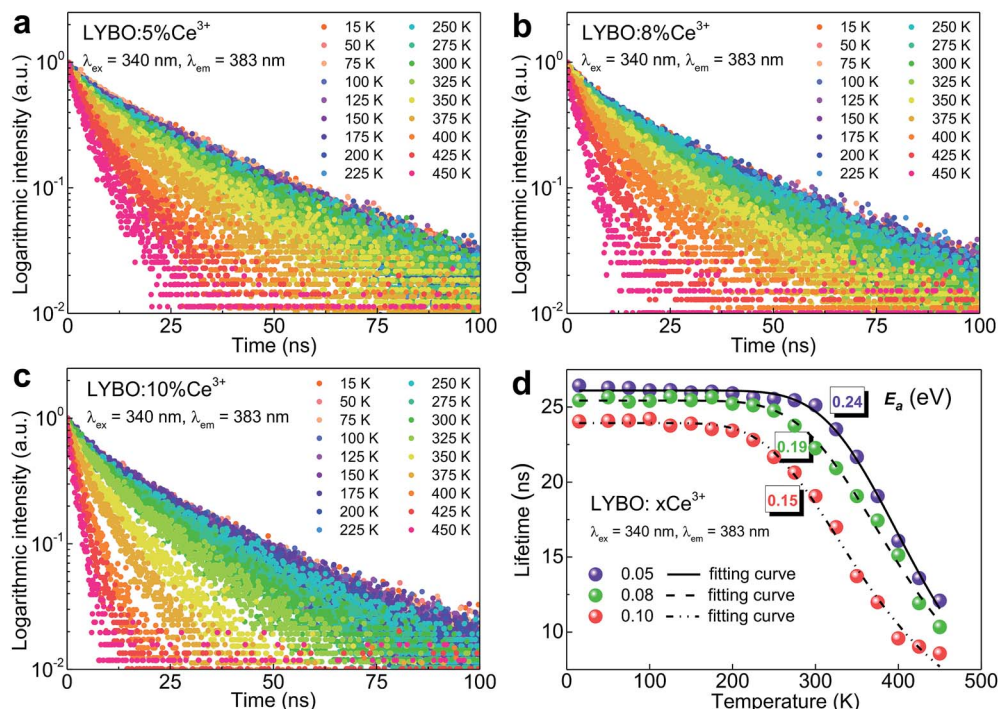 a
LYBO:5%Ce³⁺
λex = 340 nm, λem = 383 nm
15 K 250 K
50 K 275 K
75 K 300 K
100 K 325 K
125 K 350 K
150 K 375 K
175 K 400 K
200 K 425 K
225 K 450 K
Logarithmic intensity (a.u.)
10⁰
10⁻¹
10⁻²
0 25 50 75 100
Time (ns)
b
LYBO:8%Ce³⁺
λex = 340 nm, λem = 383 nm
15 K 250 K
50 K 275 K
75 K 300 K
100 K 325 K
125 K 350 K
150 K 375 K
175 K 400 K
200 K 425 K
225 K 450 K
Logarithmic intensity (a.u.)
10⁰
10⁻¹
10⁻²
0 25 50 75 100
Time (ns)
c
LYBO:10%Ce³⁺
λex = 340 nm, λem = 383 nm
15 K 250 K
50 K 275 K
75 K 300 K
100 K 325 K
125 K 350 K
150 K 375 K
175 K 400 K
200 K 425 K
225 K 450 K
Logarithmic intensity (a.u.)
10⁰
10⁻¹
10⁻²
0 25 50 75 100
Time (ns)
d
Eₐ (eV)
0.24
0.19
0.15
LYBO: xCe³⁺
λex = 340 nm, λem = 383 nm
0.05 fitting curve
0.08 fitting curve
0.10 fitting curve
Lifetime (ns)
25
20
15
10
0 100 200 300 400 500
Temperature (K)